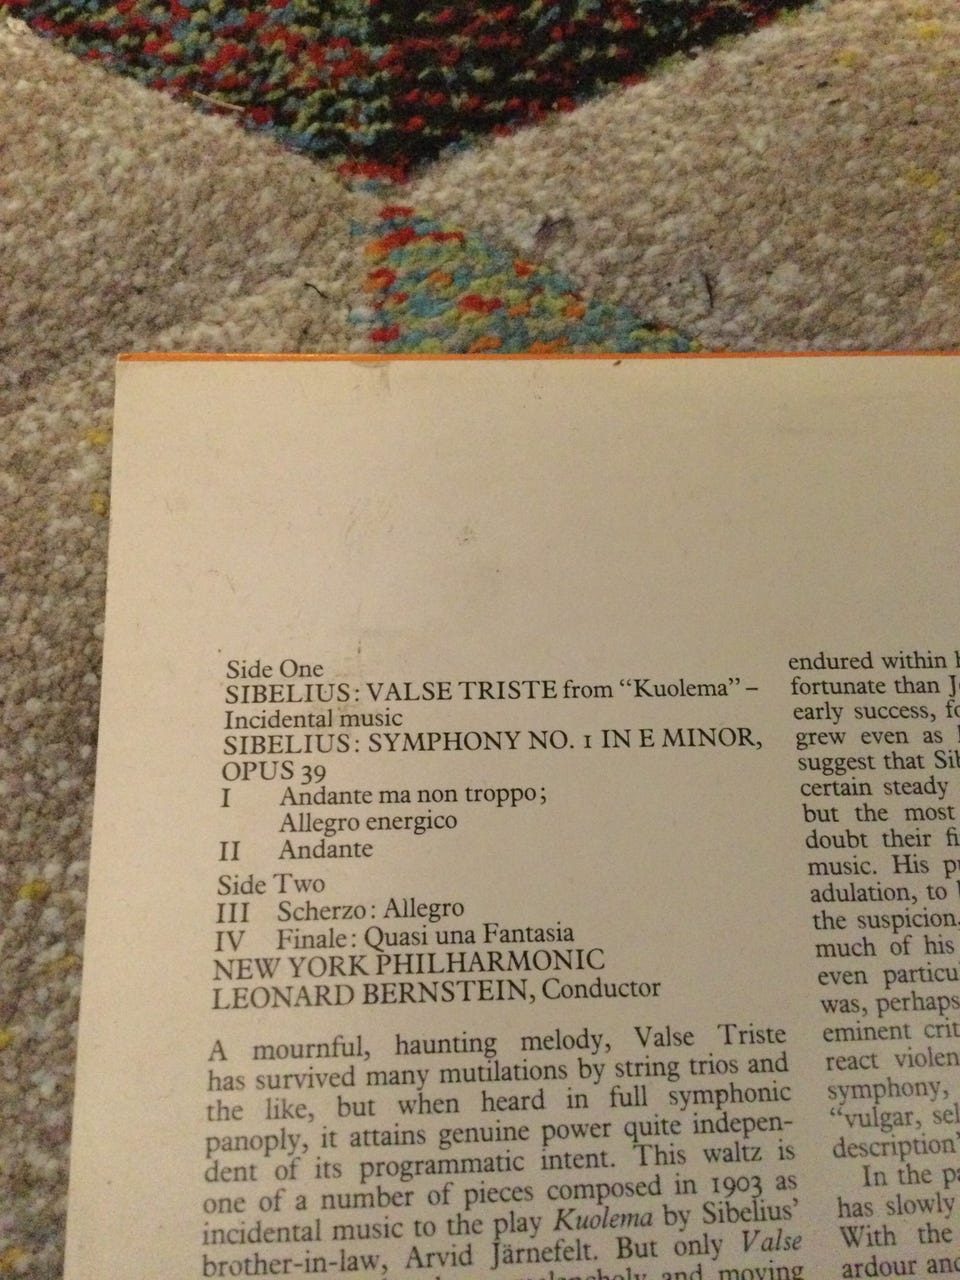 Side One
SIBELIUS: VALSE TRISTE from “Kuolema” –
Incidental music
SIBELIUS: SYMPHONY NO. 1 IN E MINOR,
OPUS 39
I Andante ma non troppo;
Allegro energico
II Andante
Side Two
III Scherzo: Allegro
IV Finale: Quasi una Fantasia
NEW YORK PHILHARMONIC
LEONARD BERNSTEIN, Conductor
A mournful, haunting melody, Valse Triste
has survived many mutilations by string trios and
the like, but when heard in full symphonic
panoply, it attains genuine power quite indepen-
dent of its programmatic intent. This waltz is
one of a number of pieces composed in 1903 as
incidental music to the play Kuolema by Sibelius’
brother-in-law, Arvid Järnefelt. But only Valse
melancholy and moving
endured within
fortunate than
early success,
grew even as
suggest that
certain steady
but the most
doubt their
music. His
adulation, to
the suspicion,
much of his
even
was, perhaps
eminent
react
symphony,
“vulgar,
description”
In the
has slowly
With the
ardour